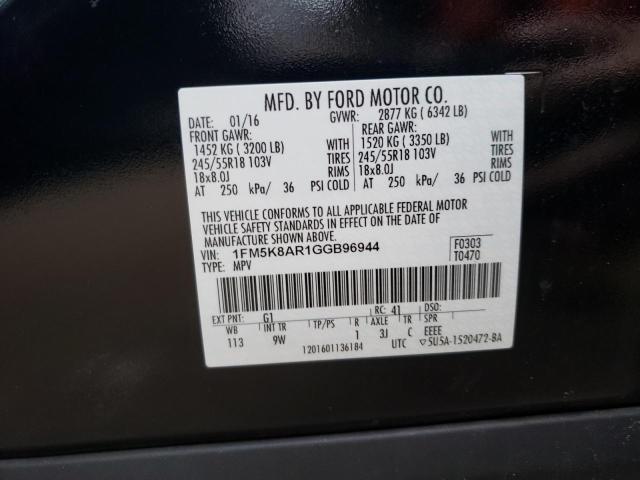 MFD. BY FORD MOTOR CO.
DATE: 01/16 GVWR: 2877 KG ( 6342 LB)
FRONT GAWR: REAR GAWR:
1452 KG ( 3200 LB) WITH 1520 KG ( 3350 LB) WITH
245/55R18 103V TIRES 245/55R18 103V TIRES
18x8.0J RIMS 18x8.0J RIMS
AT 250 kPa/ 36 PSI COLD AT 250 kPa/ 36 PSI COLD
THIS VEHICLE CONFORMS TO ALL APPLICABLE FEDERAL MOTOR
VEHICLE SAFETY STANDARDS IN EFFECT ON THE DATE OF
MANUFACTURE SHOWN ABOVE.
VIN: 1FM5K8AR1GGB96944 F0303
TYPE: MPV T0470
EXT PNT: G1 RC: 41 DSO:
WB INT TR TP/PS R AXLE TR SPR
113 9W 1 3J C EEEE
1201601136184 UTC ▽5U5A-1520472-BA